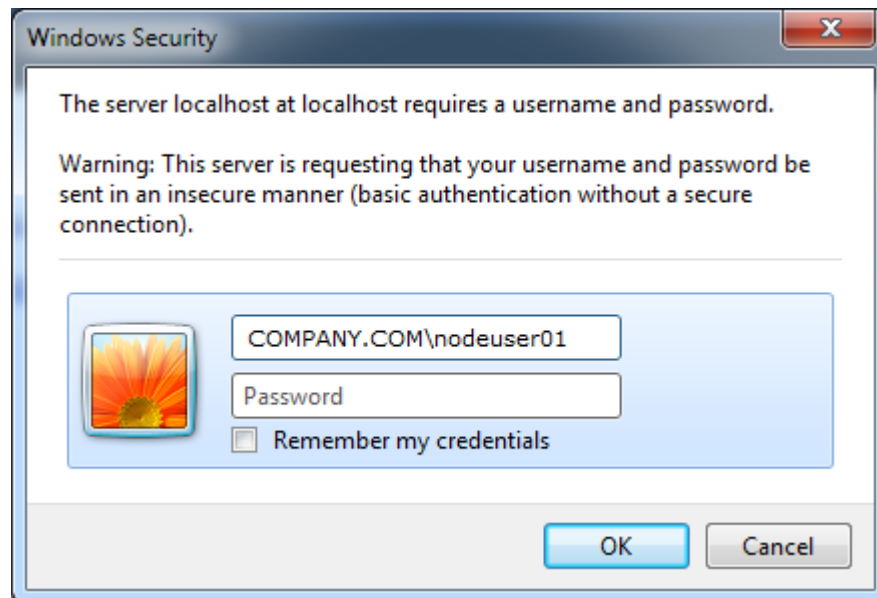 Windows Security
The server localhost at localhost requires a username and password.
Warning: This server is requesting that your username and password be
sent in an insecure manner (basic authentication without a secure
connection).
COMPANY.COM\nodeuser01
Password
Remember my credentials
OK Cancel